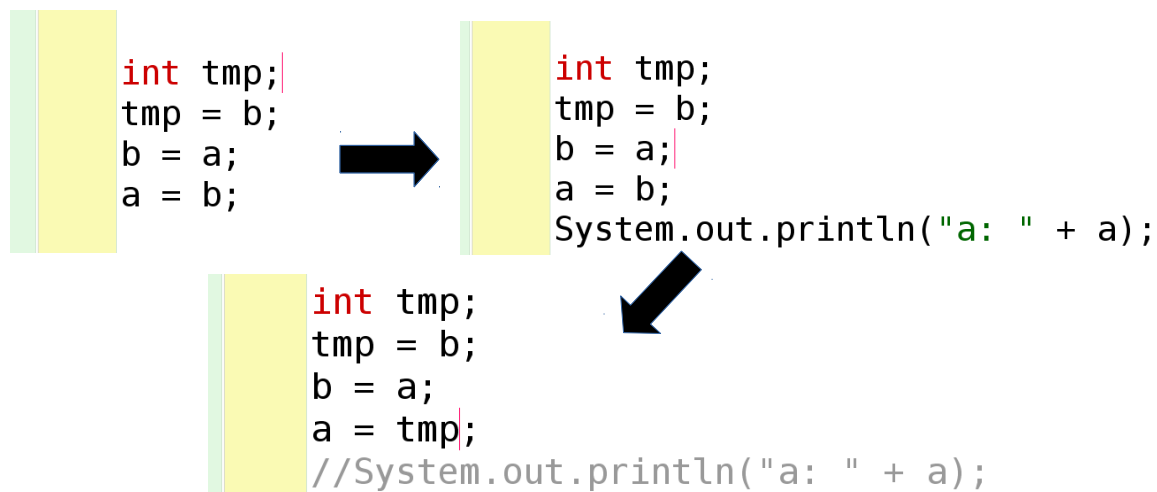 int tmp;
tmp = b;
b = a;
a = b;
int tmp;
tmp = b;
b = a;
a = b;
System.out.println("a: " + a);
int tmp;
tmp = b;
b = a;
a = tmp;
//System.out.println("a: " + a);